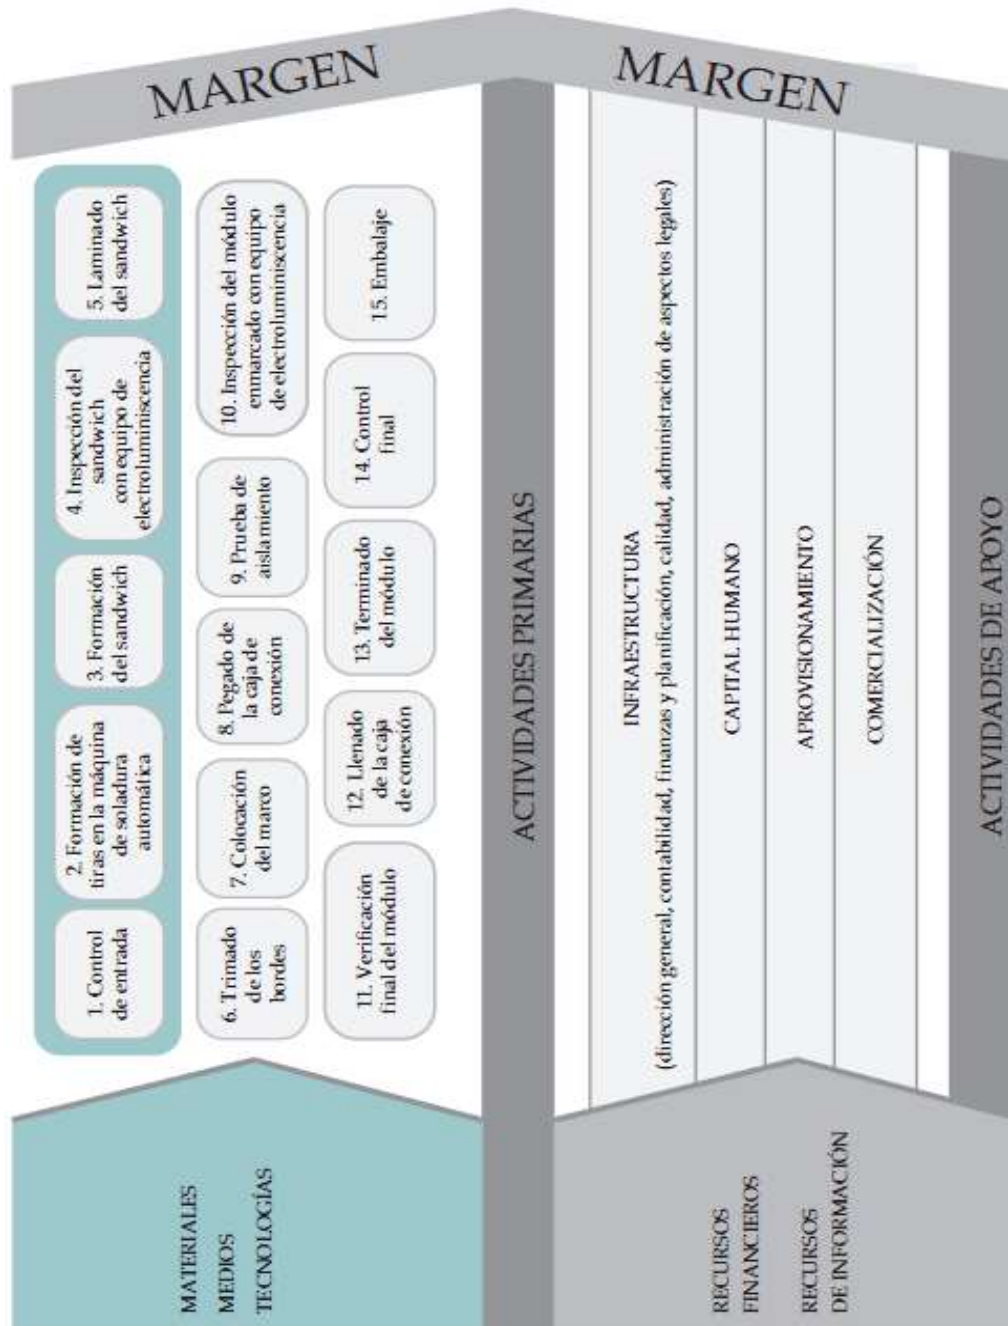 MATERIALES
MEDIOS
TECNOLOGÍAS
1. Control
de entrada
2. Formación de
tiras en la máquina
de soladura
automática
3. Formación
del sandwich
4. Inspección del
sandwich
con equipo de
electroluminiscencia
5. Laminado
del sandwich
6. Trimado
de los
bordes
7. Colocación
del marco
8. Pegado de
la caja de
conexión
9. Prueba de
aislamiento
10. Inspección del módulo
enmarcado con equipo
de electroluminiscencia
11. Verificación
final del módulo
12. Llenado
de la caja
de conexión
13. Terminado
del módulo
14. Control
final
15. Embalaje
MARGEN
ACTIVIDADES PRIMARIAS
RECURSOS
FINANCIEROS
RECURSOS
DE INFORMACIÓN
INFRAESTRUCTURA
(dirección general, contabilidad, finanzas y planificación, calidad, administración de aspectos legales)
CAPITAL HUMANO
APROVISIONAMIENTO
COMERCIALIZACIÓN
MARGEN
ACTIVIDADES DE APOYO